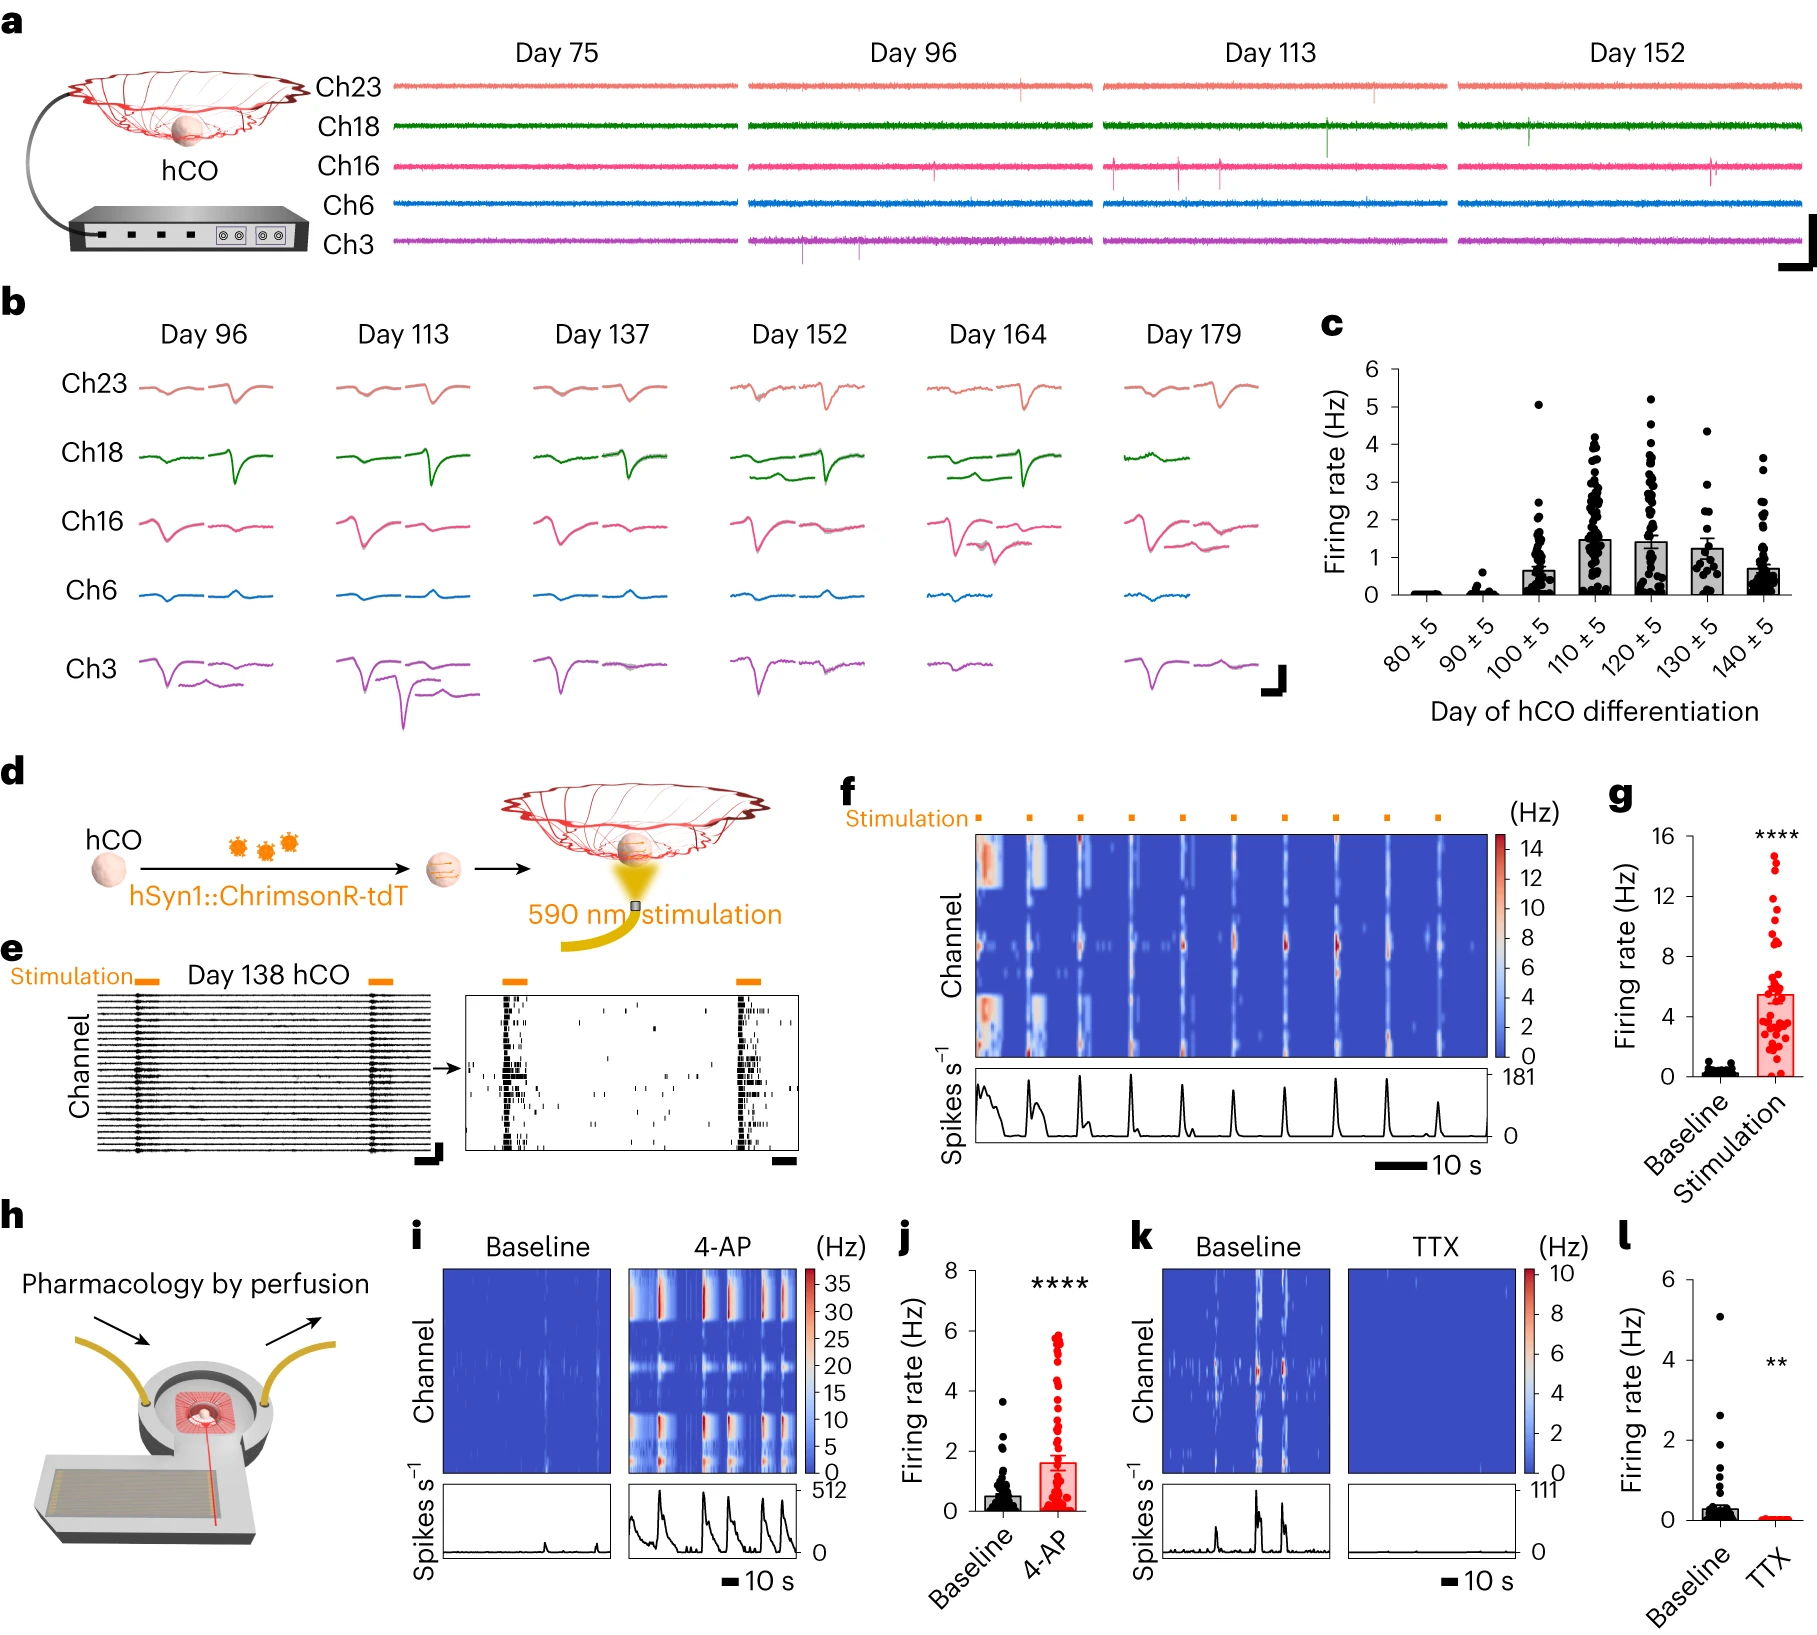 a
Day 75
Day 96
Day 113
Day 152
Ch23
Ch18
Ch16
Ch6
Ch3
hCO
b
Day 96
Day 113
Day 137
Day 152
Day 164
Day 179
Ch23
Ch18
Ch16
Ch6
Ch3
c
Firing rate (Hz)
6
5
4
3
2
1
0
80 ± 5
90 ± 5
100 ± 5
110 ± 5
120 ± 5
130 ± 5
140 ± 5
Day of hCO differentiation
d
hCO
hSyn1::ChrimsonR-tdT
590 nm stimulation
e
Stimulation
Day 138 hCO
Channel
f
Stimulation
(Hz)
Channel
14
12
10
8
6
4
2
0
Spikes s⁻¹
181
0
10 s
g
Firing rate (Hz)
16
12
8
4
0
****
Baseline
Stimulation
h
Pharmacology by perfusion
i
Baseline
4-AP
(Hz)
Channel
35
30
25
20
15
10
5
0
Spikes s⁻¹
512
0
10 s
j
Firing rate (Hz)
8
6
4
2
0
****
Baseline
4-AP
k
Baseline
TTX
(Hz)
Channel
10
8
6
4
2
0
Spikes s⁻¹
111
0
10 s
l
Firing rate (Hz)
6
4
2
0
**
Baseline
TTX